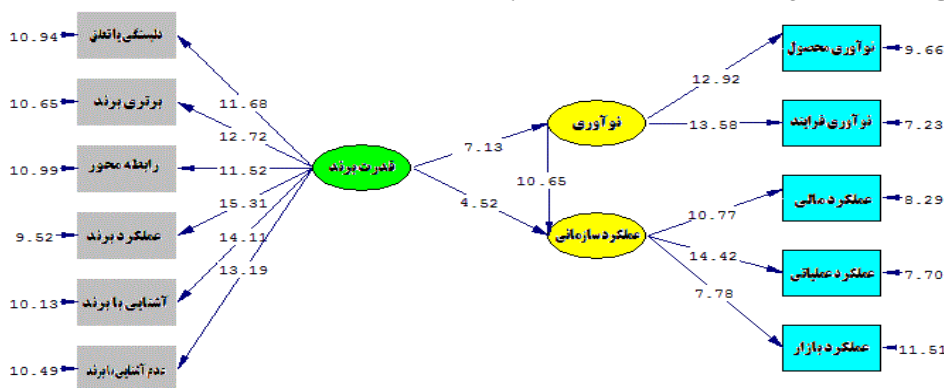 10.94
دلبستگی یا تعلق
10.65
برتری برند
10.99
رابطه محور
9.52
عملکرد برند
10.13
آشنایی با برند
10.49
عدم آشنایی با برند
11.68
12.72
11.52
15.31
14.11
13.19
قدرت برند
7.13
4.52
نوآوری
10.65
عملکرد سازمانی
12.92
13.58
10.77
14.42
7.78
نوآوری محصول
9.66
نوآوری فرایند
7.23
عملکرد مالی
8.29
عملکرد عملیاتی
7.70
عملکرد بازار
11.51